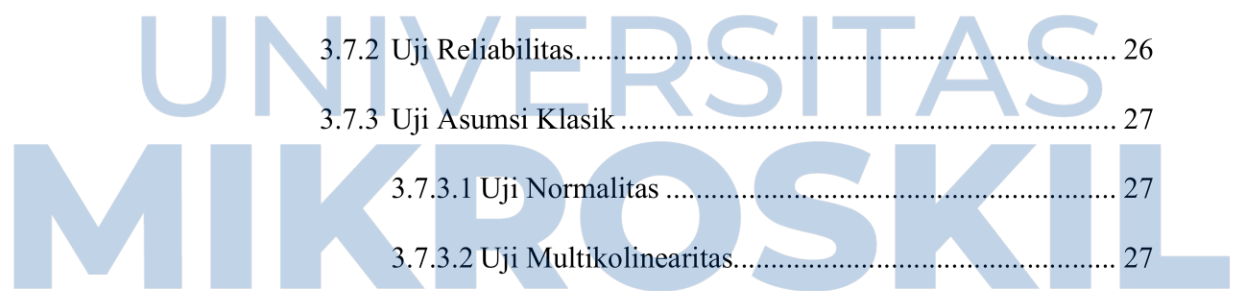 UNIVERSITAS
3.7.2 Uji Reliabilitas.......................................................................... 26
3.7.3 Uji Asumsi Klasik .................................................................... 27
MIKROSKIL
3.7.3.1 Uji Normalitas .............................................................. 27
3.7.3.2 Uji Multikolinearitas..................................................... 27